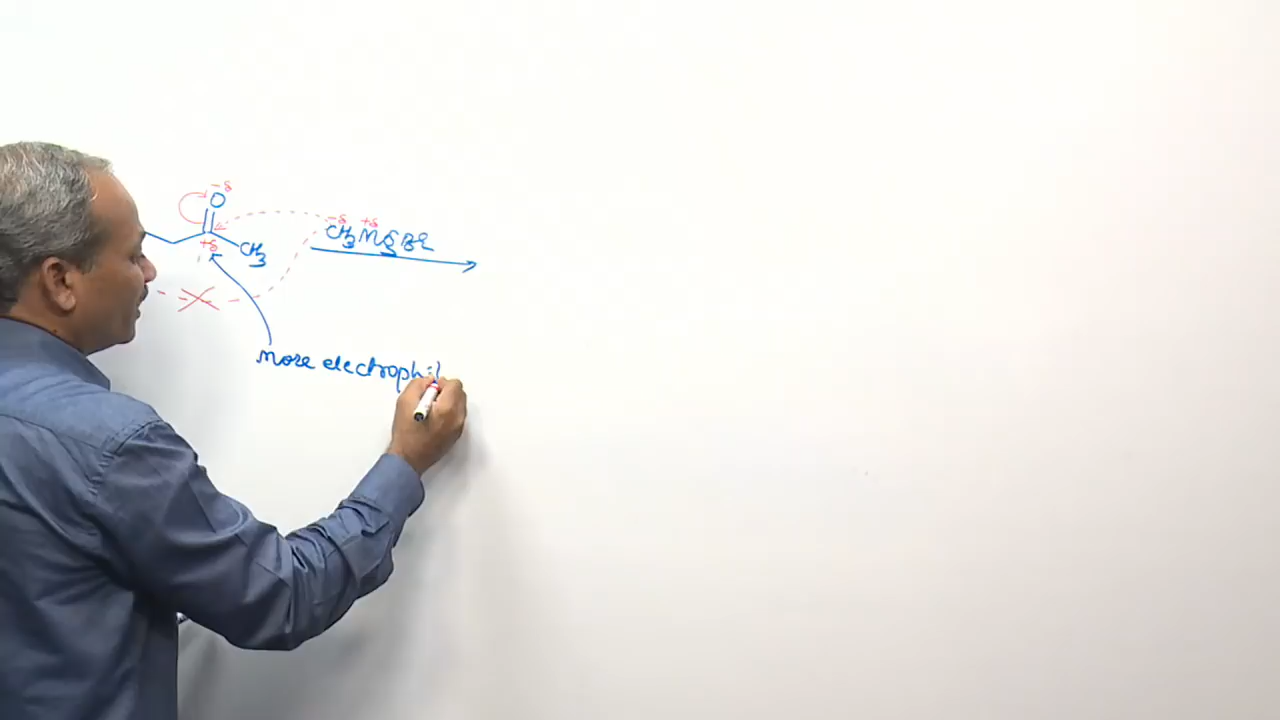 -δ
O
-δ +δ
CH3MgBr
+δ
CH3
More electrophil